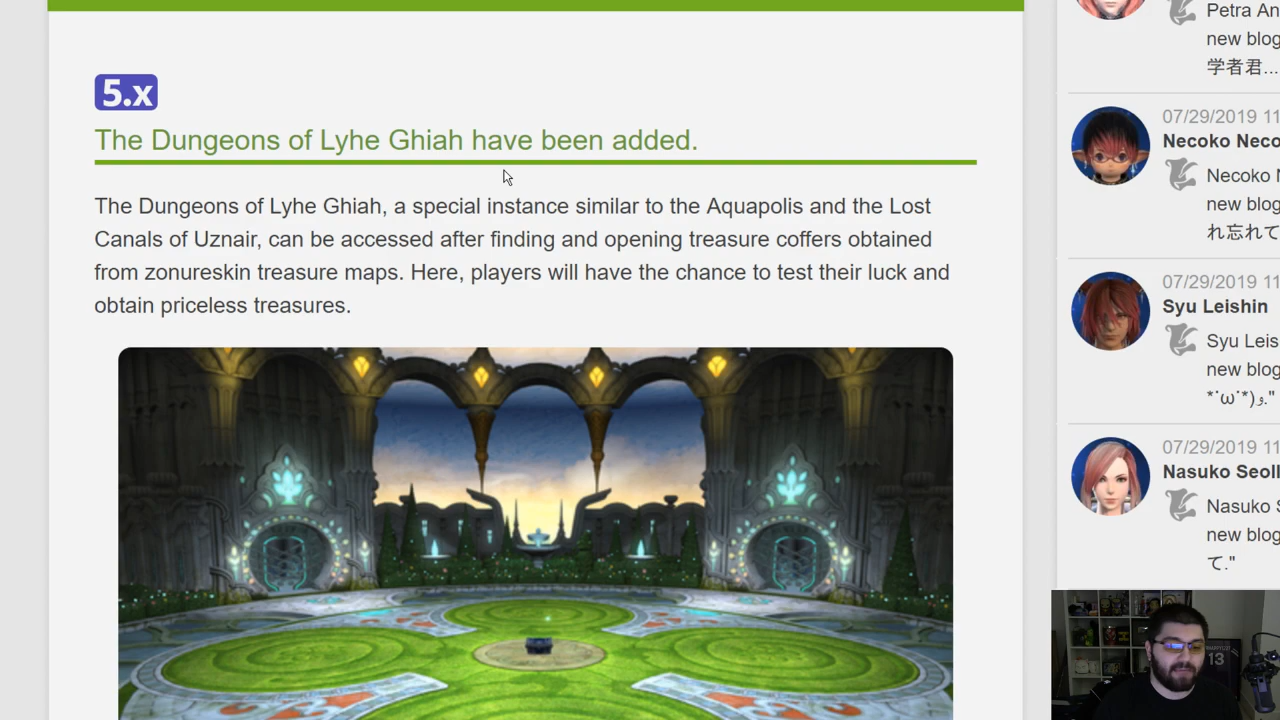 5.x
The Dungeons of Lyhe Ghiah have been added.
The Dungeons of Lyhe Ghiah, a special instance similar to the Aquapolis and the Lost
Canals of Uznair, can be accessed after finding and opening treasure coffers obtained
from zonureskin treasure maps. Here, players will have the chance to test their luck and
obtain priceless treasures.
Petra An
new blog
学者君...
07/29/2019 11
Necoko Neco
Necoko N
new blog
れ忘れて
07/29/2019 11
Syu Leishin
Syu Leis
new blog
*˙ω˙*)و."
07/29/2019 11
Nasuko Seoll
Nasuko S
new blog
て."
13